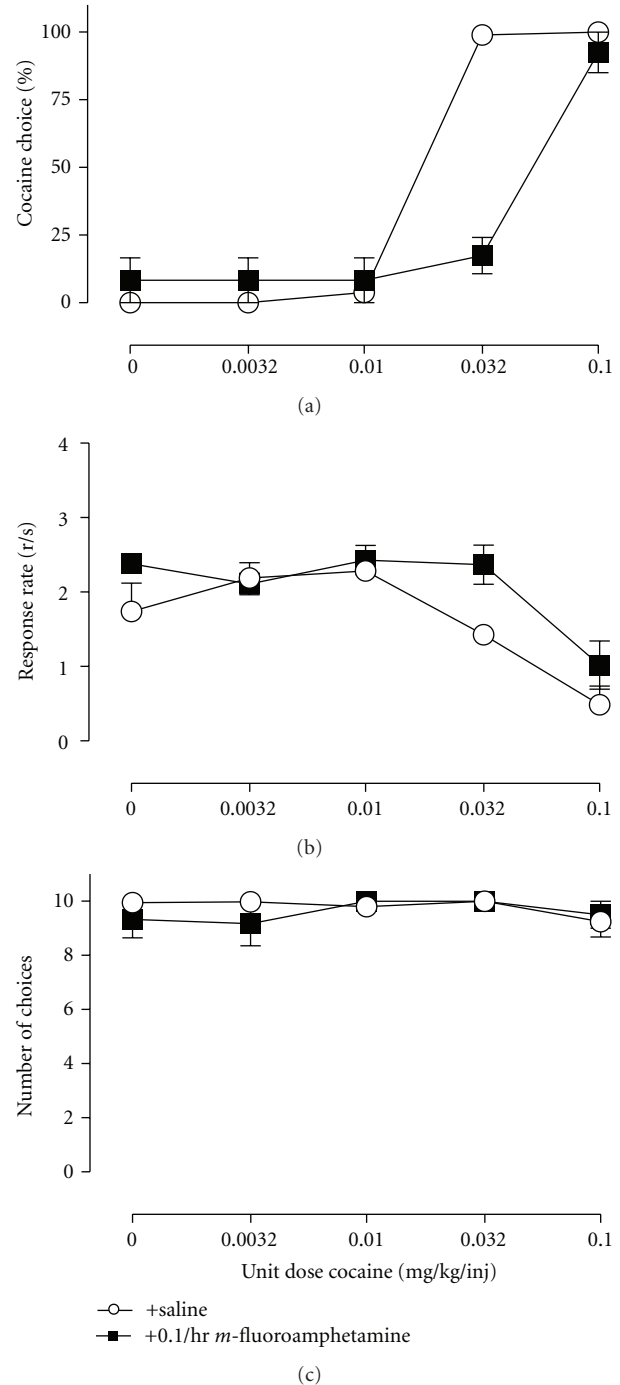 100
75
50
25
0
Cocaine choice (%)
0 0.0032 0.01 0.032 0.1
(a)
4
3
2
1
0
Response rate (r/s)
0 0.0032 0.01 0.032 0.1
(b)
10
8
6
4
2
0
Number of choices
0 0.0032 0.01 0.032 0.1
Unit dose cocaine (mg/kg/inj)
+saline
+0.1/hr m-fluoroamphetamine
(c)